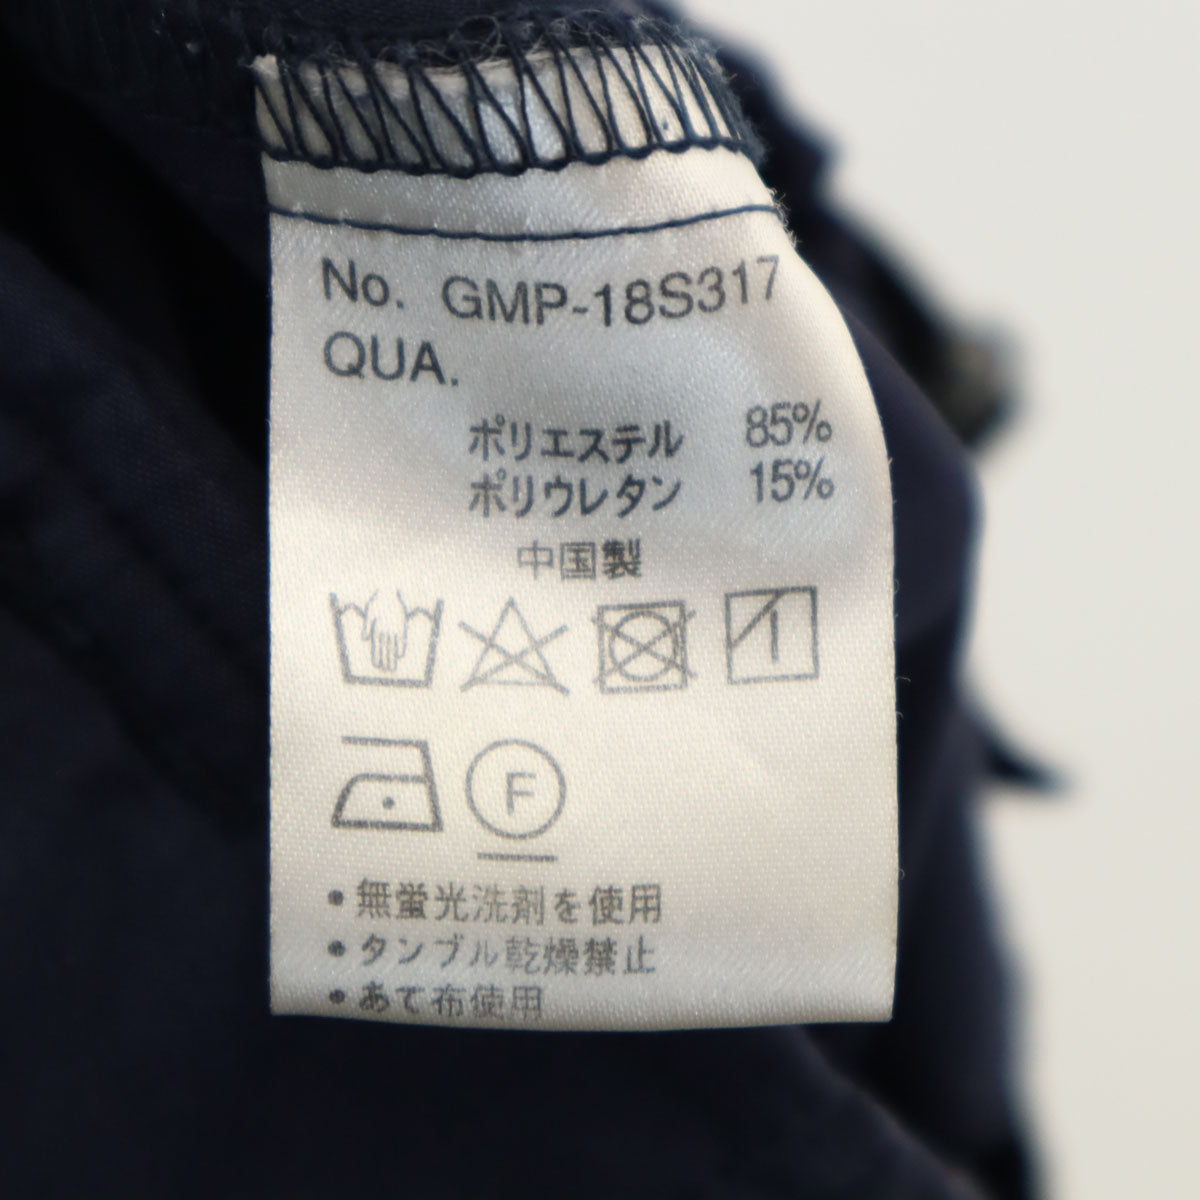 No. GMP-18S317
QUA.
ポリエステル 85%
ポリウレタン 15%
中国製
F
・無蛍光洗剤を使用
・タンブル乾燥禁止
・あて布使用